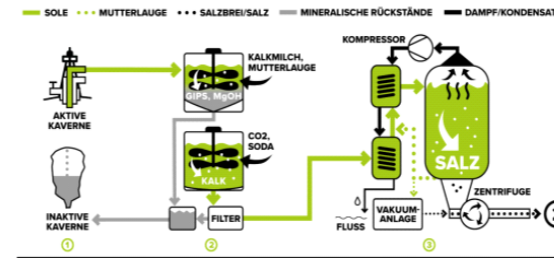 SOLE
MUTTERLAUGE
SALZBREI/SALZ
MINERALISCHE RÜCKSTÄNDE
DAMPF/KONDENSAT
KOMPRESSOR
KALKMILCH,
MUTTERLAUGE
GIPS, MgOH
AKTIVE
KAVERNE
CO2,
SODA
KALK
SALZ
ZENTRIFUGE
INAKTIVE
KAVERNE
FILTER
FLUSS
VAKUUM-
ANLAGE
1
2
3